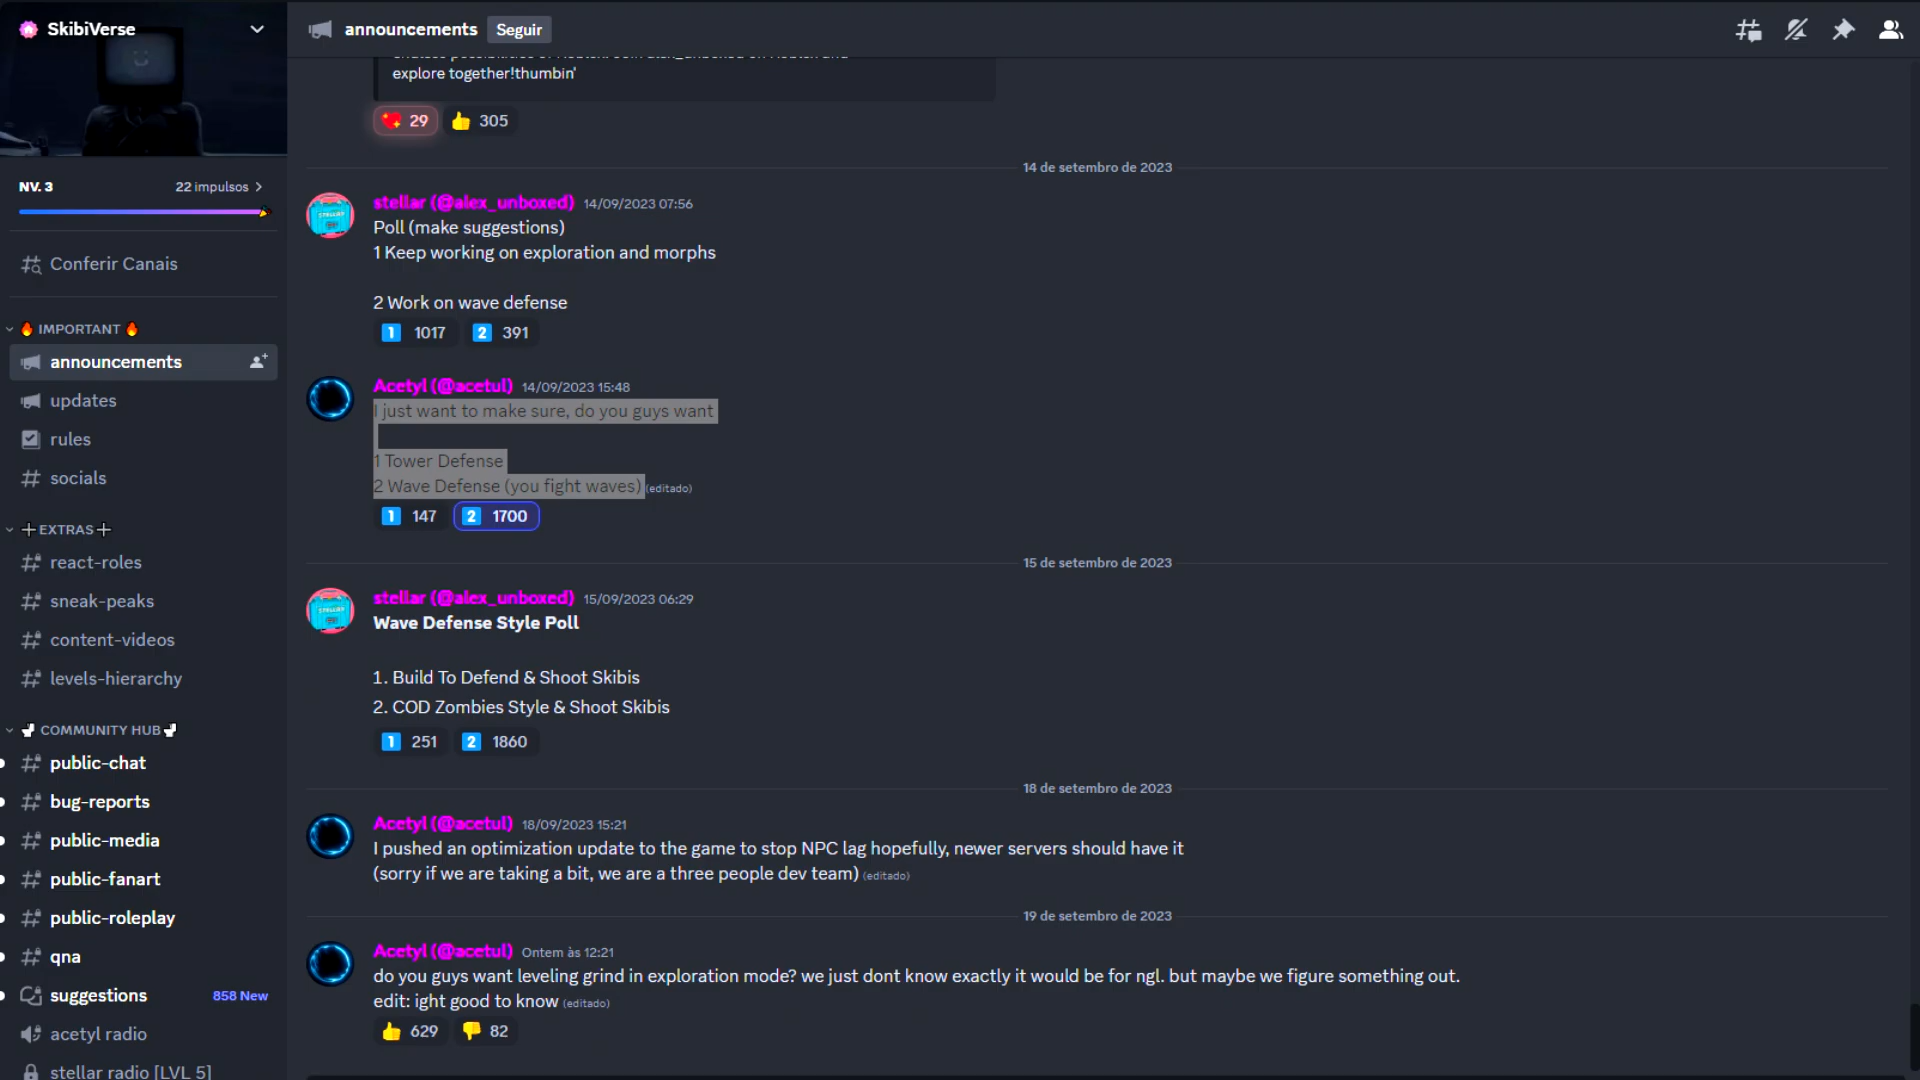 SkibiVerse
NV. 3
22 impulsos
Conferir Canais
IMPORTANT
announcements
updates
rules
socials
EXTRAS
react-roles
sneak-peaks
content-videos
levels-hierarchy
COMMUNITY HUB
public-chat
bug-reports
public-media
public-fanart
public-roleplay
qna
suggestions 858 New
acetyl radio
stellar radio [LVL 5]
announcements Seguir
explore together!thumbin'
29 305
14 de setembro de 2023
stellar (@alex_unboxed) 14/09/2023 07:56
Poll (make suggestions)
1 Keep working on exploration and morphs
2 Work on wave defense
1 1017 2 391
Acetyl (@acetul) 14/09/2023 15:48
I just want to make sure, do you guys want
1 Tower Defense
2 Wave Defense (you fight waves) (editado)
1 147 2 1700
15 de setembro de 2023
stellar (@alex_unboxed) 15/09/2023 06:29
Wave Defense Style Poll
1. Build To Defend & Shoot Skibis
2. COD Zombies Style & Shoot Skibis
1 251 2 1860
18 de setembro de 2023
Acetyl (@acetul) 18/09/2023 15:21
I pushed an optimization update to the game to stop NPC lag hopefully, newer servers should have it
(sorry if we are taking a bit, we are a three people dev team) (editado)
19 de setembro de 2023
Acetyl (@acetul) Ontem às 12:21
do you guys want leveling grind in exploration mode? we just dont know exactly it would be for ngl. but maybe we figure something out.
edit: ight good to know (editado)
629 82